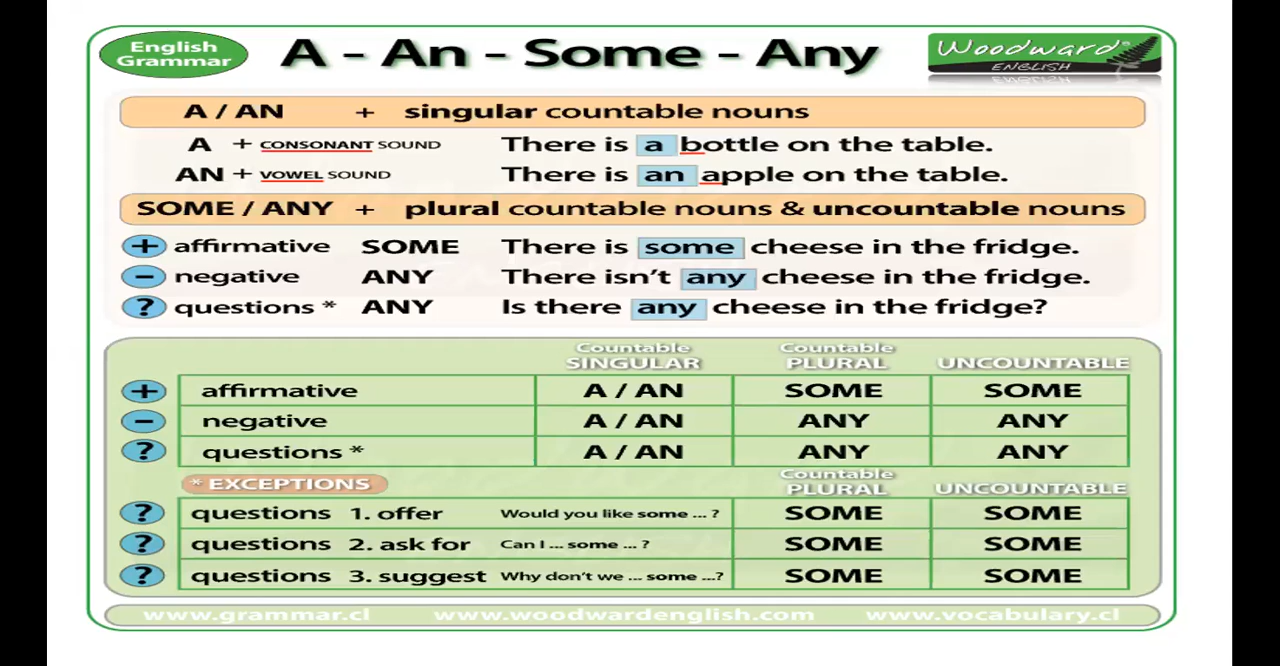 English
Grammar
A - An - Some - Any
Woodward®
ENGLISH
A / AN + singular countable nouns
A + CONSONANT SOUND There is a bottle on the table.
AN + VOWEL SOUND There is an apple on the table.
SOME / ANY + plural countable nouns & uncountable nouns
+ affirmative SOME There is some cheese in the fridge.
− negative ANY There isn't any cheese in the fridge.
? questions * ANY Is there any cheese in the fridge?
Countable Countable
SINGULAR PLURAL UNCOUNTABLE
+ affirmative A / AN SOME SOME
− negative A / AN ANY ANY
? questions * A / AN ANY ANY
Countable
* EXCEPTIONS PLURAL UNCOUNTABLE
? questions 1. offer Would you like some ... ? SOME SOME
? questions 2. ask for Can I ... some ... ? SOME SOME
? questions 3. suggest Why don't we ... some ...? SOME SOME
www.grammar.cl www.woodwardenglish.com www.vocabulary.cl